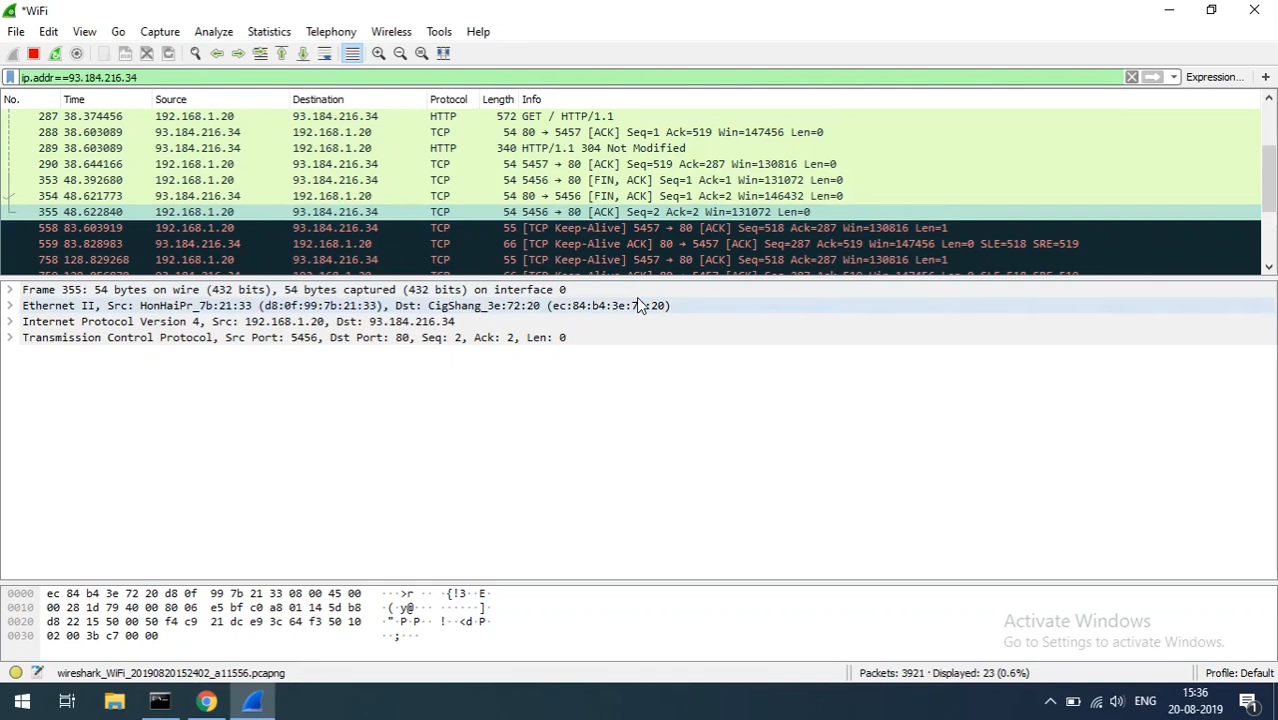 *WiFi
File Edit View Go Capture Analyze Statistics Telephony Wireless Tools Help
ip.addr==93.184.216.34 Expression… +
No. Time Source Destination Protocol Length Info
287 38.374456 192.168.1.20 93.184.216.34 HTTP 572 GET / HTTP/1.1
288 38.603089 93.184.216.34 192.168.1.20 TCP 54 80 → 5457 [ACK] Seq=1 Ack=519 Win=147456 Len=0
289 38.603089 93.184.216.34 192.168.1.20 HTTP 340 HTTP/1.1 304 Not Modified
290 38.644166 192.168.1.20 93.184.216.34 TCP 54 5457 → 80 [ACK] Seq=519 Ack=287 Win=130816 Len=0
353 48.392680 192.168.1.20 93.184.216.34 TCP 54 5456 → 80 [FIN, ACK] Seq=1 Ack=1 Win=131072 Len=0
354 48.621773 93.184.216.34 192.168.1.20 TCP 54 80 → 5456 [FIN, ACK] Seq=1 Ack=2 Win=146432 Len=0
355 48.622840 192.168.1.20 93.184.216.34 TCP 54 5456 → 80 [ACK] Seq=2 Ack=2 Win=131072 Len=0
558 83.603919 192.168.1.20 93.184.216.34 TCP 55 [TCP Keep-Alive] 5457 → 80 [ACK] Seq=518 Ack=287 Win=130816 Len=1
559 83.828983 93.184.216.34 192.168.1.20 TCP 66 [TCP Keep-Alive ACK] 80 → 5457 [ACK] Seq=287 Ack=519 Win=147456 Len=0 SLE=518 SRE=519
758 128.829268 192.168.1.20 93.184.216.34 TCP 55 [TCP Keep-Alive] 5457 → 80 [ACK] Seq=518 Ack=287 Win=130816 Len=1
Frame 355: 54 bytes on wire (432 bits), 54 bytes captured (432 bits) on interface 0
Ethernet II, Src: HonHaiPr_7b:21:33 (d8:0f:99:7b:21:33), Dst: CigShang_3e:72:20 (ec:84:b4:3e:72:20)
Internet Protocol Version 4, Src: 192.168.1.20, Dst: 93.184.216.34
Transmission Control Protocol, Src Port: 5456, Dst Port: 80, Seq: 2, Ack: 2, Len: 0
0000 ec 84 b4 3e 72 20 d8 0f 99 7b 21 33 08 00 45 00 ···>r ·· ·{!3··E·
0010 00 28 1d 79 40 00 80 06 e5 bf c0 a8 01 14 5d b8 ·(·y@··· ······]·
0020 d8 22 15 50 00 50 f4 c9 21 dc e9 3c 64 f3 50 10 ·"·P·P·· !··<d·P·
0030 02 00 3b c7 00 00 ··;···
Activate Windows
Go to Settings to activate Windows.
wireshark_WiFi_20190820152402_a11556.pcapng Packets: 3921 · Displayed: 23 (0.6%) Profile: Default
ENG 15:36
20-08-2019 1